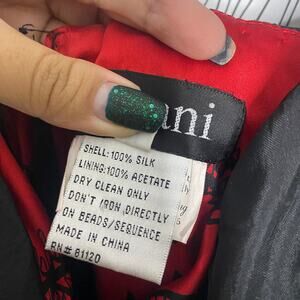 ani
SHELL:100% SILK
LINING:100% ACETATE
DRY CLEAN ONLY
DON'T IRON DIRECTLY
ON BEADS/SEQUENCE
MADE IN CHINA
RN# 81120